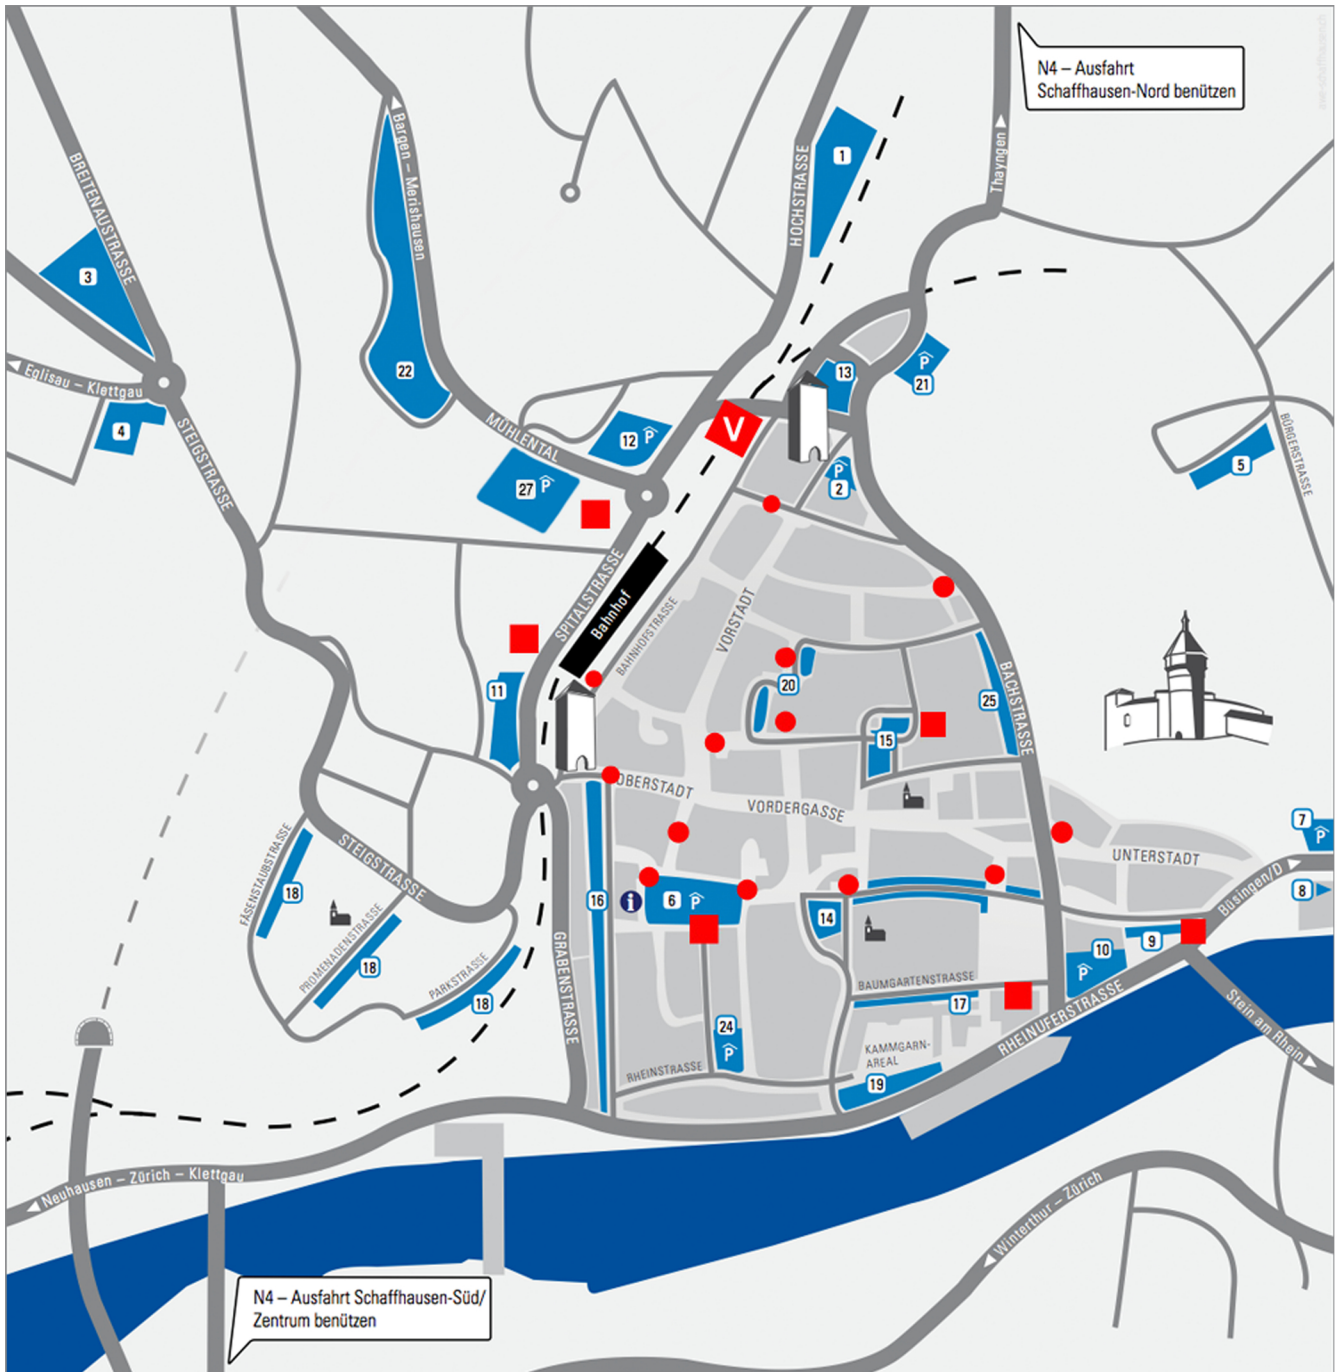 N4 – Ausfahrt
Schaffhausen-Nord benützen
BREITENAUSTRASSE
Bargen – Merishausen
HOCHSTRASSE
1
Thayngen
3
22
Eglisau – Klettgau
4
STEIGSTRASSE
MÜHLENTAL
12 P
27 P
V
13
P
21
P
2
5
BÜRGERSTRASSE
SPITALSTRASSE
Bahnhof
BAHNHOFSTRASSE
VORSTADT
11
20
15
25
BACHSTRASSE
OBERSTADT
VORDERGASSE
UNTERSTADT
7
P
8
Büsingen/D
FÄSENSTAUBSTRASSE
18
STEIGSTRASSE
PROMENADENSTRASSE
18
PARKSTRASSE
18
16
i
6 P
14
10
P
9
GRABENSTRASSE
BAUMGARTENSTRASSE
17
24
P
RHEINSTRASSE
KAMMGARN-
AREAL
19
RHEINUFERSTRASSE
Stein am Rhein
Neuhausen – Zürich – Klettgau
Winterthur – Zürich
N4 – Ausfahrt Schaffhausen-Süd/
Zentrum benützen